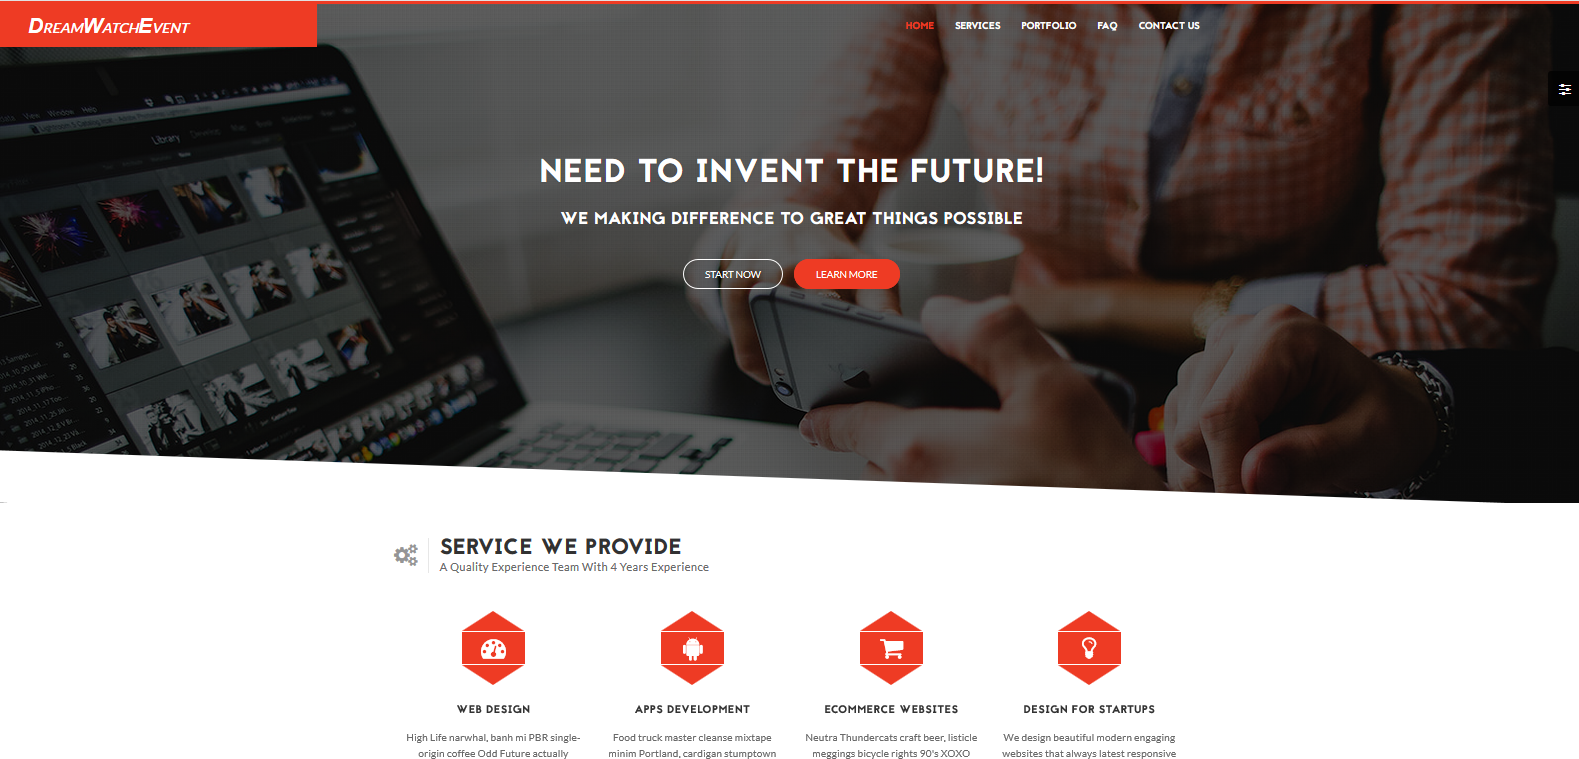 DreamWatchEvent
HOME SERVICES PORTFOLIO FAQ CONTACT US
Window Help
Library
NEED TO INVENT THE FUTURE!
WE MAKING DIFFERENCE TO GREAT THINGS POSSIBLE
START NOW LEARN MORE
SERVICE WE PROVIDE
A Quality Experience Team With 4 Years Experience
WEB DESIGN
High Life narwhal, banh mi PBR single-
origin coffee Odd Future actually
APPS DEVELOPMENT
Food truck master cleanse mixtape
minim Portland, cardigan stumptown
ECOMMERCE WEBSITES
Neutra Thundercats craft beer, listicle
meggings bicycle rights 90's XOXO
DESIGN FOR STARTUPS
We design beautiful modern engaging
websites that always latest responsive